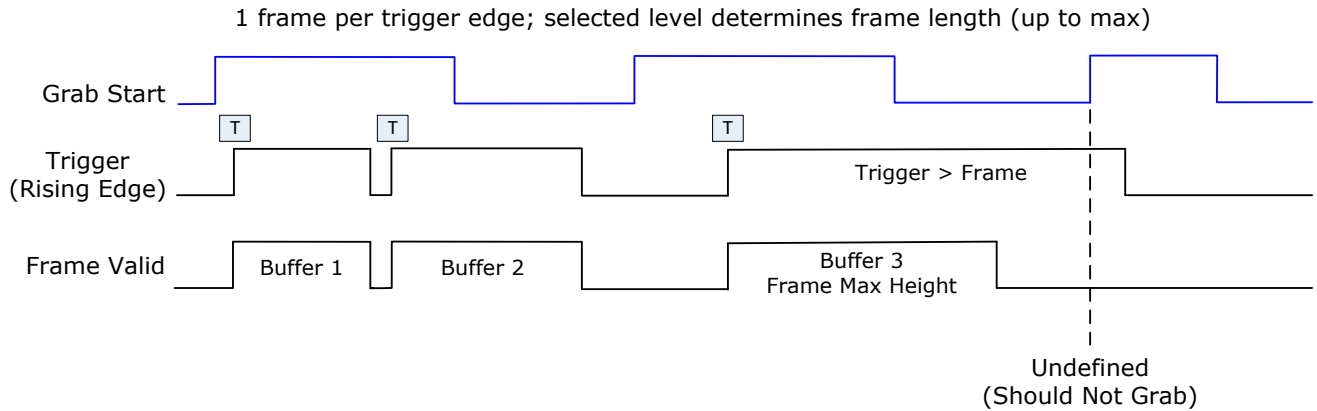 1 frame per trigger edge; selected level determines frame length (up to max)
Grab Start
T
T
T
Trigger
(Rising Edge)
Trigger > Frame
Frame Valid
Buffer 1
Buffer 2
Buffer 3
Frame Max Height
Undefined
(Should Not Grab)